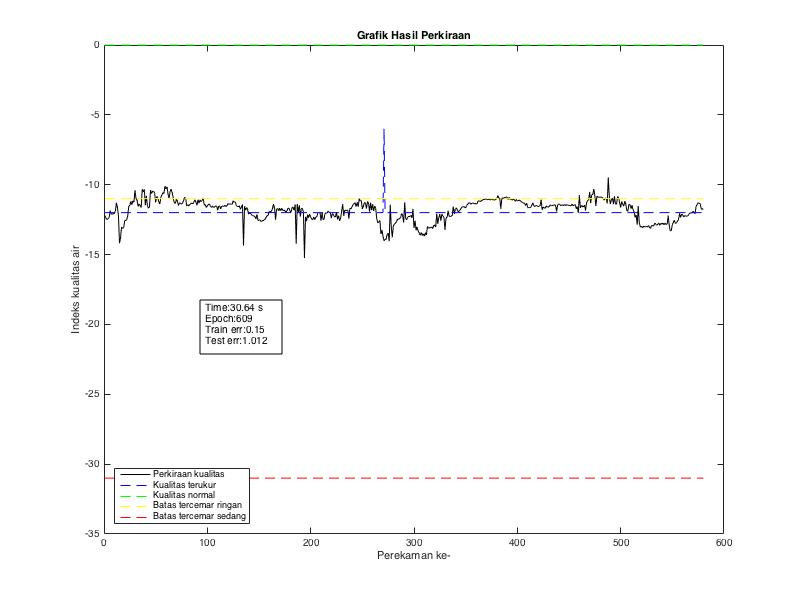 Grafik Hasil Perkiraan
Indeks kualitas air
0
-5
-10
-15
-20
-25
-30
-35
Time:30.64 s
Epoch:609
Train err:0.15
Test err:1.012
Perkiraan kualitas
Kualitas terukur
Kualitas normal
Batas tercemar ringan
Batas tercemar sedang
0 100 200 300 400 500 600
Perekaman ke-